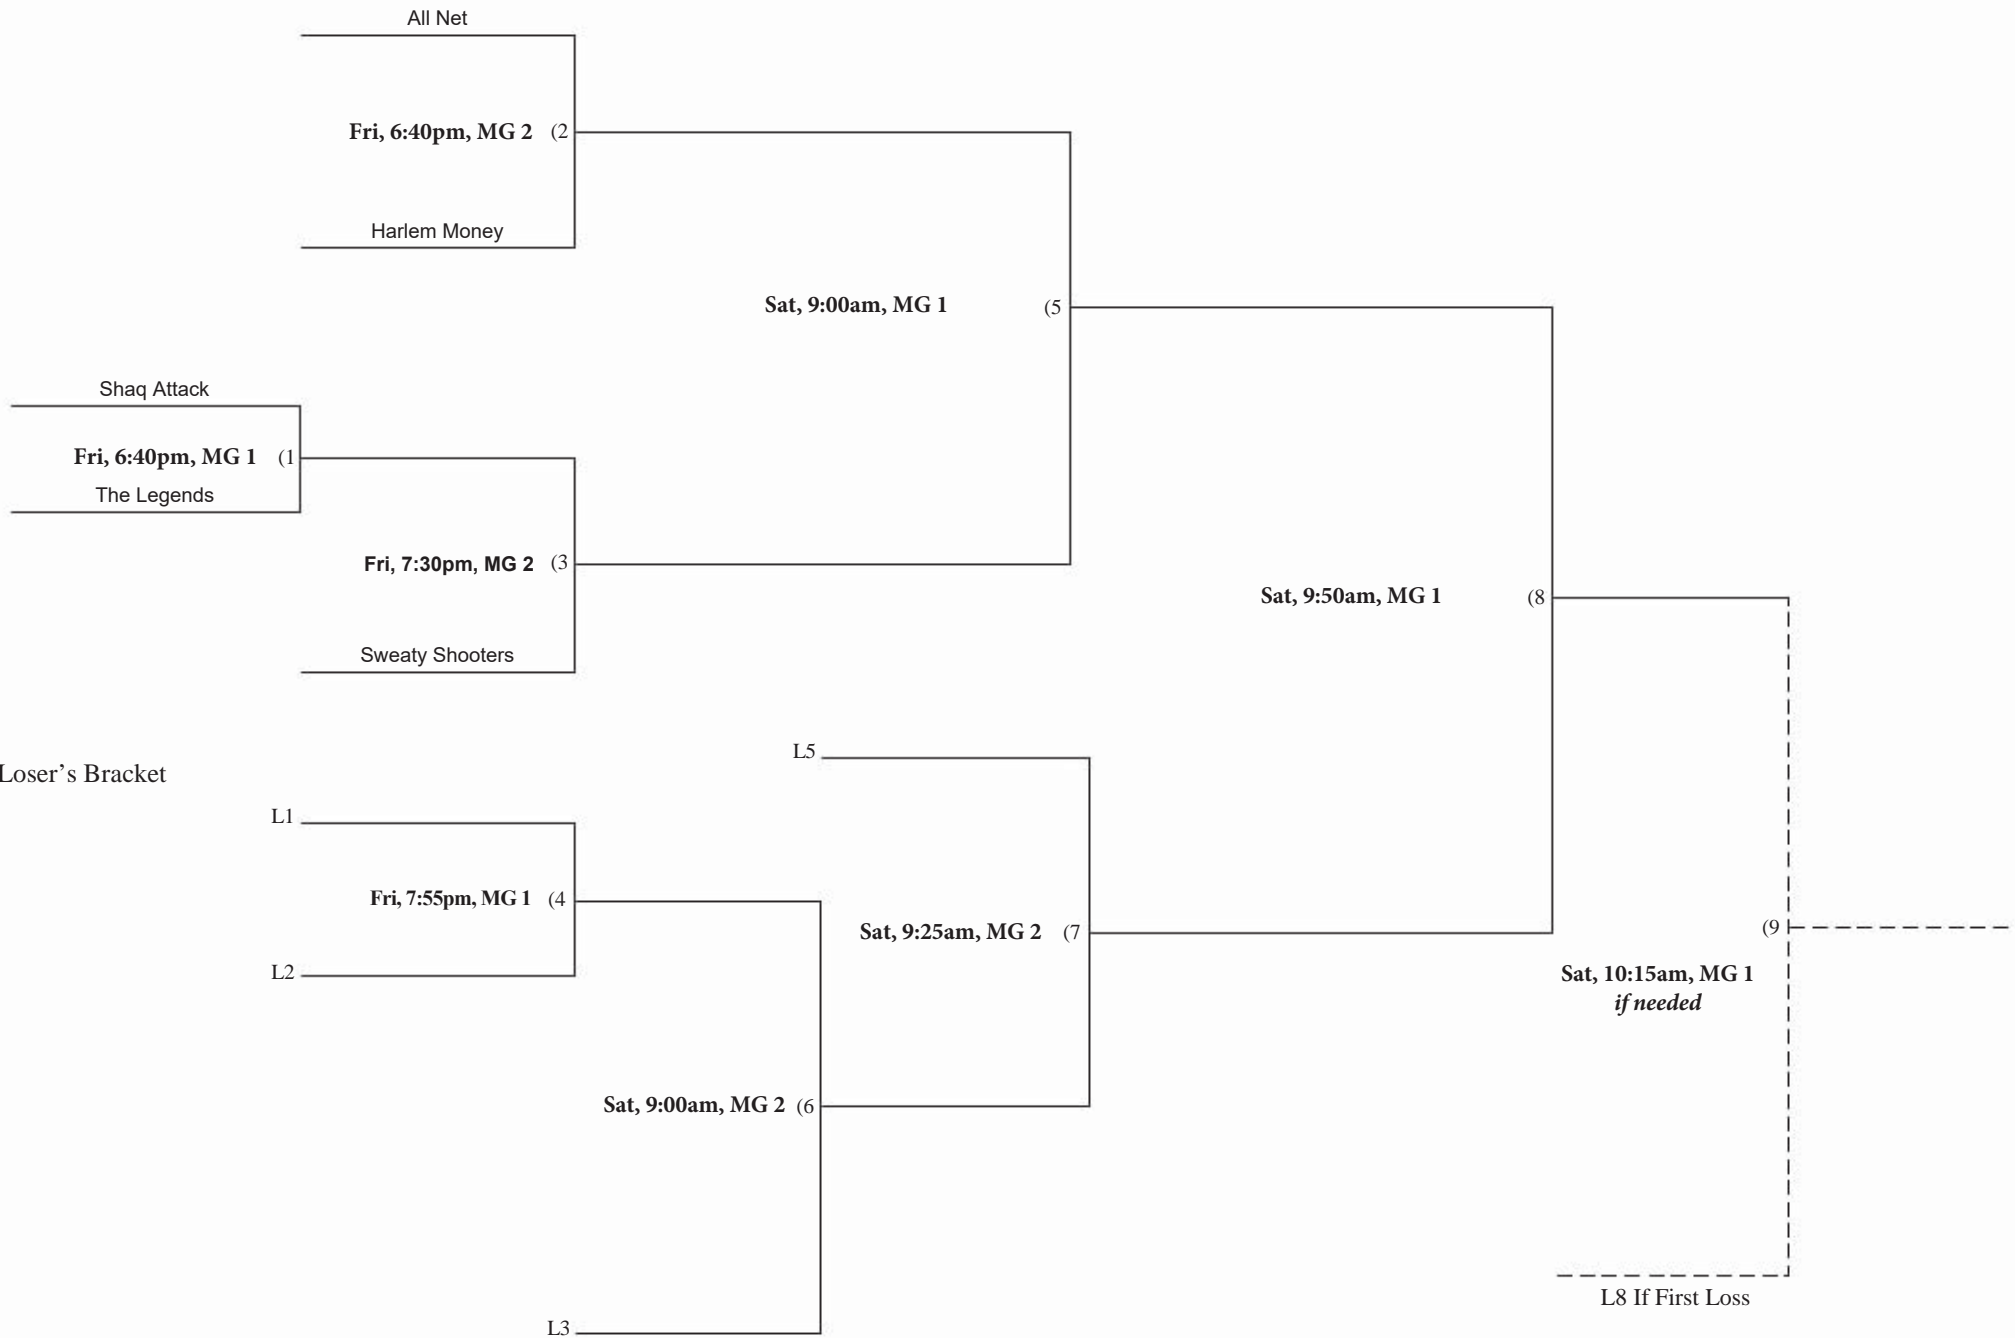 All Net
Fri, 6:40pm, MG 2 (2
Harlem Money
Sat, 9:00am, MG 1 (5
Shaq Attack
Fri, 6:40pm, MG 1 (1
The Legends
Fri, 7:30pm, MG 2 (3
Sat, 9:50am, MG 1 (8
Sweaty Shooters
L5
Loser's Bracket
L1
Fri, 7:55pm, MG 1 (4
L2
Sat, 9:25am, MG 2 (7
(9
Sat, 10:15am, MG 1
if needed
Sat, 9:00am, MG 2 (6
L8 If First Loss
L3